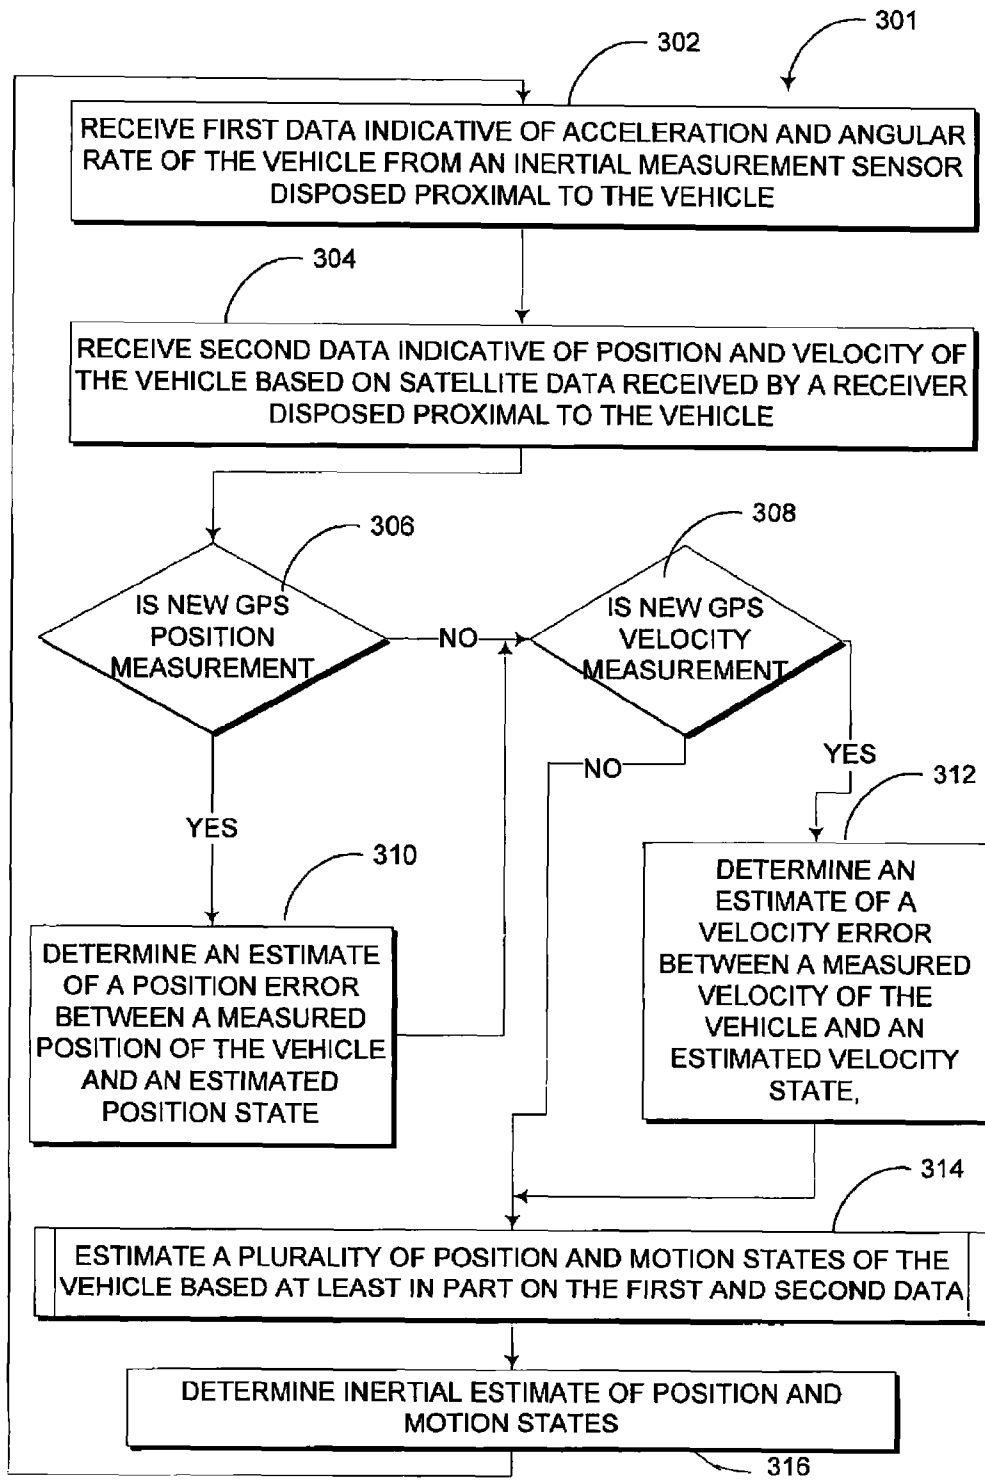 301
302
RECEIVE FIRST DATA INDICATIVE OF ACCELERATION AND ANGULAR
RATE OF THE VEHICLE FROM AN INERTIAL MEASUREMENT SENSOR
DISPOSED PROXIMAL TO THE VEHICLE
304
RECEIVE SECOND DATA INDICATIVE OF POSITION AND VELOCITY OF
THE VEHICLE BASED ON SATELLITE DATA RECEIVED BY A RECEIVER
DISPOSED PROXIMAL TO THE VEHICLE
306
IS NEW GPS
POSITION
MEASUREMENT
NO
308
IS NEW GPS
VELOCITY
MEASUREMENT
NO
YES
YES
310
DETERMINE AN ESTIMATE
OF A POSITION ERROR
BETWEEN A MEASURED
POSITION OF THE VEHICLE
AND AN ESTIMATED
POSITION STATE
312
DETERMINE AN
ESTIMATE OF A
VELOCITY ERROR
BETWEEN A MEASURED
VELOCITY OF THE
VEHICLE AND AN
ESTIMATED VELOCITY
STATE,
314
ESTIMATE A PLURALITY OF POSITION AND MOTION STATES OF THE
VEHICLE BASED AT LEAST IN PART ON THE FIRST AND SECOND DATA
DETERMINE INERTIAL ESTIMATE OF POSITION AND
MOTION STATES
316